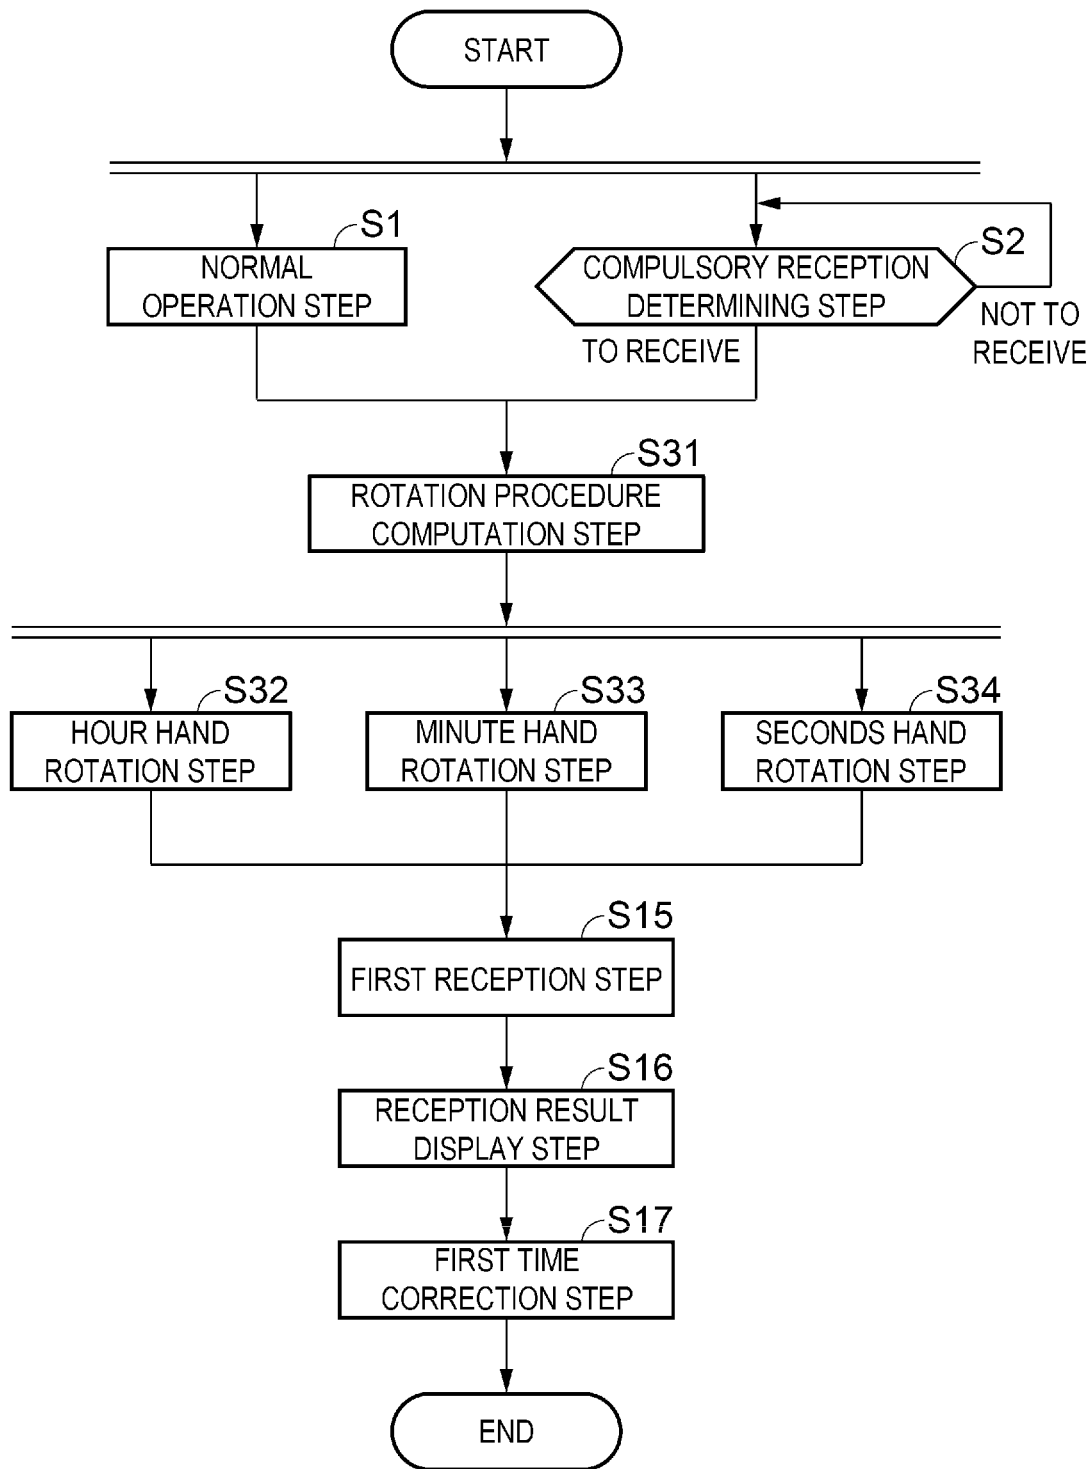 START
S1
NORMAL
OPERATION STEP
S2
COMPULSORY RECEPTION
DETERMINING STEP
NOT TO
RECEIVE
TO RECEIVE
S31
ROTATION PROCEDURE
COMPUTATION STEP
S32
HOUR HAND
ROTATION STEP
S33
MINUTE HAND
ROTATION STEP
S34
SECONDS HAND
ROTATION STEP
S15
FIRST RECEPTION STEP
S16
RECEPTION RESULT
DISPLAY STEP
S17
FIRST TIME
CORRECTION STEP
END